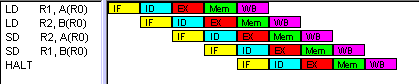 LD R1, A(R0) IF ID EX Mem WB
LD R2, B(R0) IF ID EX Mem WB
SD R2, A(R0) IF ID EX Mem WB
SD R1, B(R0) IF ID EX Mem WB
HALT IF ID EX Mem WB